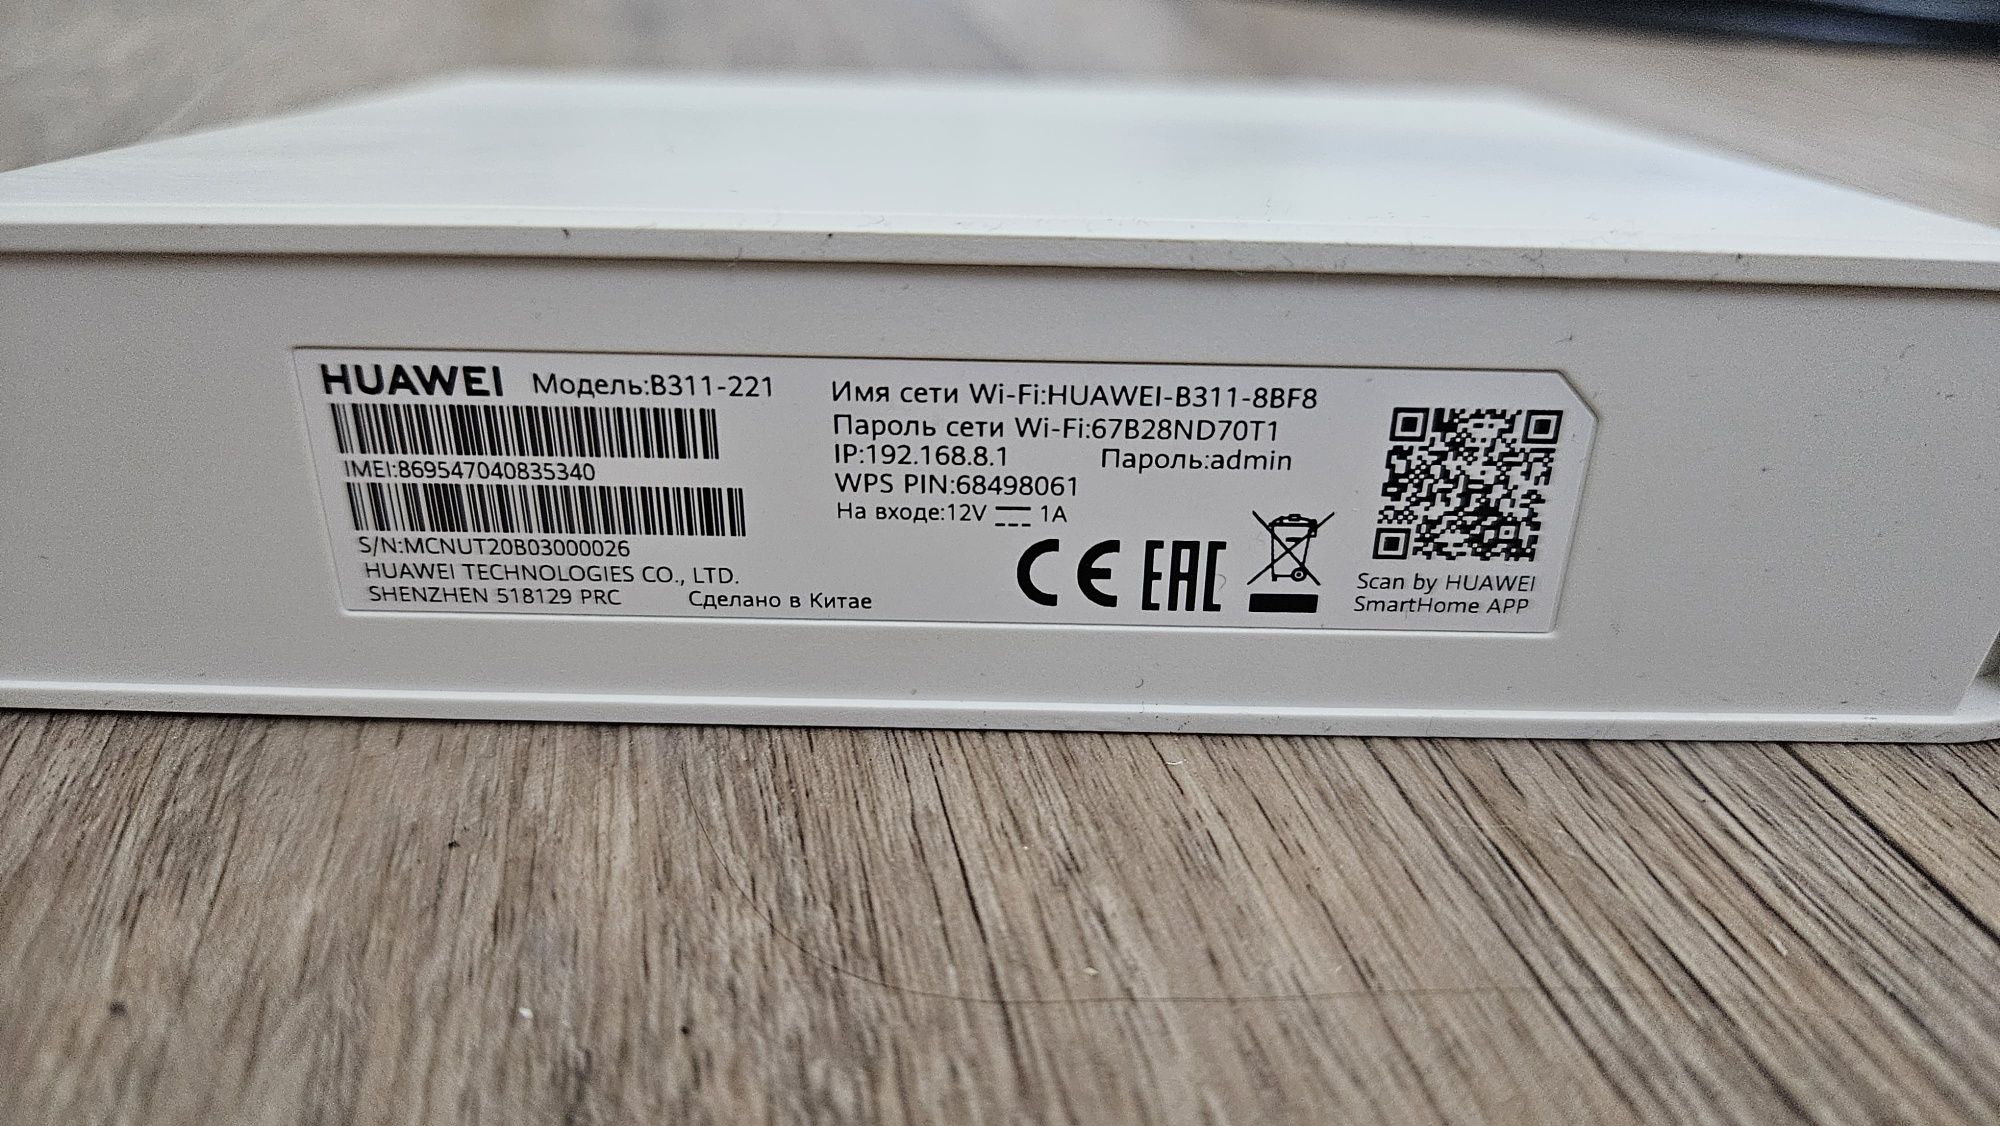 HUAWEI Модель:B311-221
IMEI:869547040835340
S/N:MCNUT20B03000026
HUAWEI TECHNOLOGIES CO., LTD.
SHENZHEN 518129 PRC Сделано в Китае
Имя сети Wi-Fi:HUAWEI-B311-8BF8
Пароль сети Wi-Fi:67B28ND70T1
IP:192.168.8.1 Пароль:admin
WPS PIN:68498061
На входе:12V 1A
CE EAC
Scan by HUAWEI
SmartHome APP